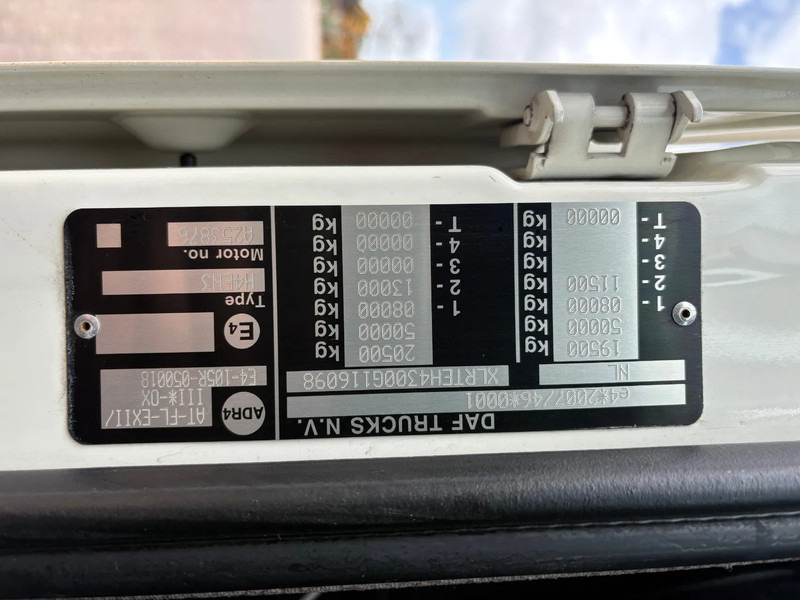 DAF TRUCKS N.V.
e4*2007/46*0001
XLRTEH4300G116098 NL
20500 kg
50000 kg
1 - 08000 kg
2 - 13000 kg
3 - 00000 kg
4 - 00000 kg
T - 00000 kg
19500 kg
50000 kg
1 - 08000 kg
2 - 11500 kg
3 - kg
4 - kg
T - 00000 kg
ADR4 AT-FL-EXII/
III*-OX
E4-105R-050018
E4
Type
H4EN3
Motor no.
A253876